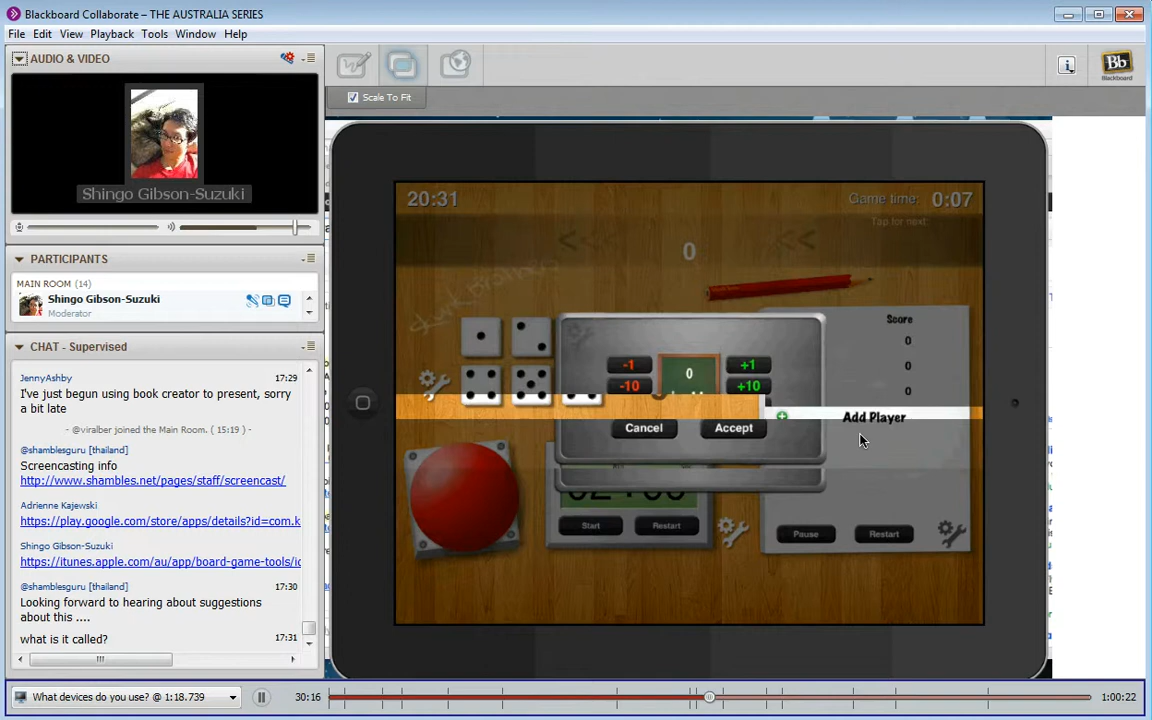 Blackboard Collaborate – THE AUSTRALIA SERIES
File Edit View Playback Tools Window Help
AUDIO & VIDEO
Shingo Gibson-Suzuki
PARTICIPANTS
MAIN ROOM (14)
Shingo Gibson-Suzuki
Moderator
CHAT - Supervised
JennyAshby 17:29
I've just begun using book creator to present, sorry
a bit late
- @viralber joined the Main Room. ( 15:19 ) -
@shamblesguru [thailand]
Screencasting info
http://www.shambles.net/pages/staff/screencast/
Adrienne Kajewski
https://play.google.com/store/apps/details?id=com.k
Shingo Gibson-Suzuki
https://itunes.apple.com/au/app/board-game-tools/id
@shamblesguru [thailand] 17:30
Looking forward to hearing about suggestions
about this ....
what is it called? 17:31
What devices do you use? @ 1:18.739
30:16
1:00:22
Scale To Fit
i
Bb
Blackboard
20:31
Game time: 0:07
Tap for next:
<
0
<<
Score
0
0
0
-1
0
+1
-10
+10
Add Player
Cancel
Accept
Start
Restart
Pause
Restart